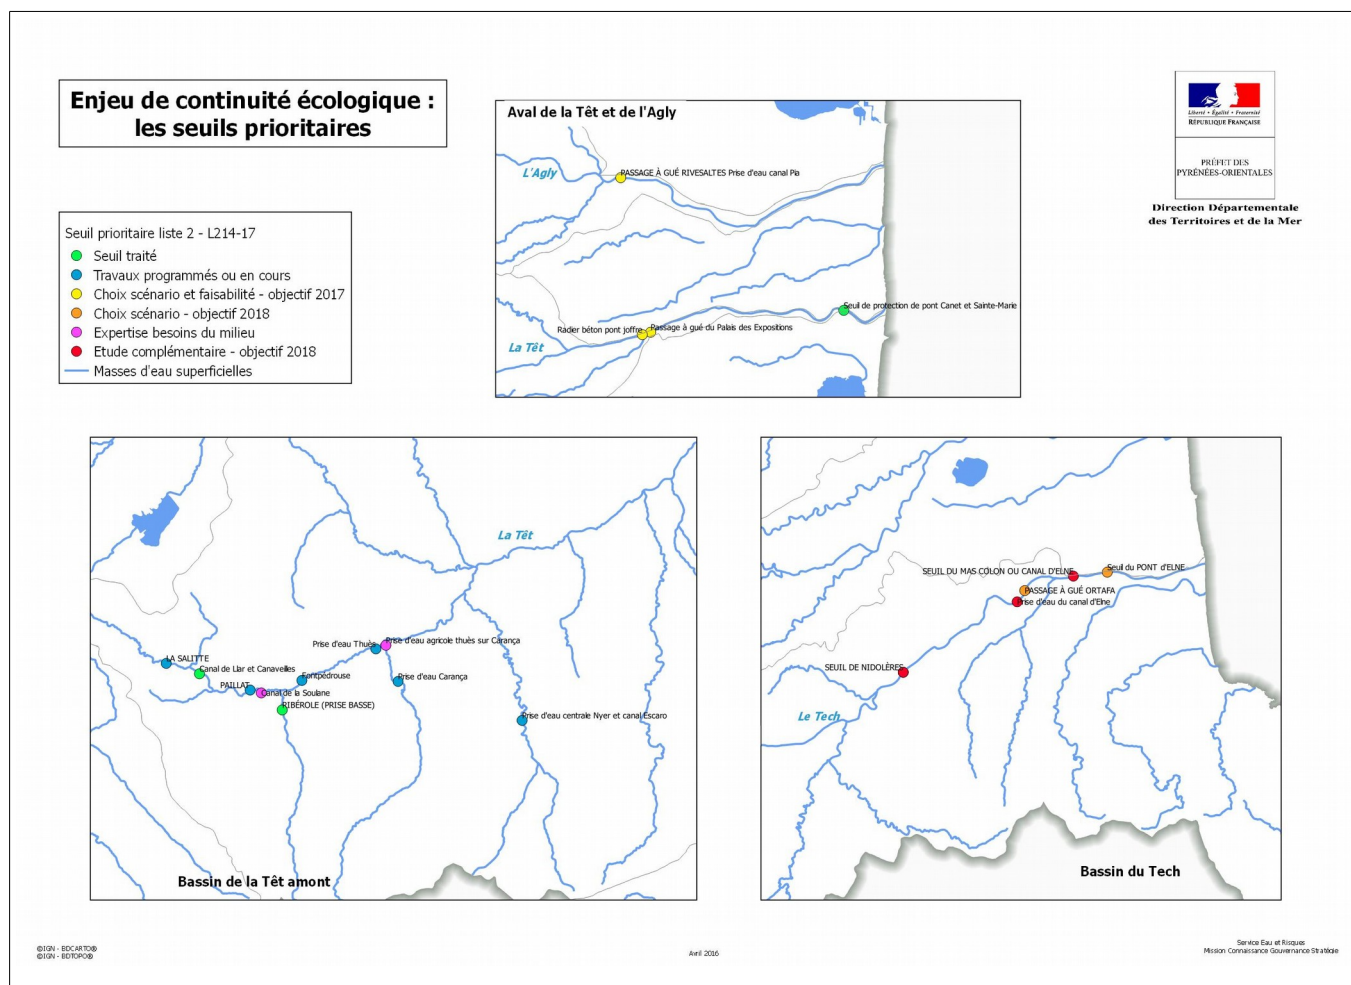 Enjeu de continuité écologique :
les seuils prioritaires
Seuil prioritaire liste 2 - L214-17
Seuil traité
Travaux programmés ou en cours
Choix scénario et faisabilité - objectif 2017
Choix scénario - objectif 2018
Expertise besoins du milieu
Etude complémentaire - objectif 2018
Masses d'eau superficielles
Aval de la Têt et de l'Agly
L'Agly
PASSAGE À GUÉ RIVESALTES Prise d'eau canal Pia
Seuil de protection de pont Canet et Sainte-Marie
Radier béton pont joffre
Passage à gué du Palais des Expositions
La Têt
Liberté • Égalité • Fraternité
RÉPUBLIQUE FRANÇAISE
PRÉFET DES
PYRÉNÉES-ORIENTALES
Direction Départementale
des Territoires et de la Mer
La Têt
Prise d'eau Thuès
Prise d'eau agricole thuès sur Carança
LA SALITTE
Canal de Llar et Canavelles
PAILLAT
Canal de la Soulane
Fontpédrouse
Prise d'eau Carança
RIBÉROLE (PRISE BASSE)
Prise d'eau centrale Nyer et canal Escaro
Bassin de la Têt amont
SEUIL DU MAS COLON OU CANAL D'ELNE
Seuil du PONT d'ELNE
PASSAGE À GUÉ ORTAFA
Prise d'eau du canal d'Elne
SEUIL DE NIDOLÈRES
Le Tech
Bassin du Tech
©IGN - BDCARTO®
©IGN - BDTOPO®
Avril 2016
Service Eau et Risques
Mission Connaissance Gouvernance Stratégie